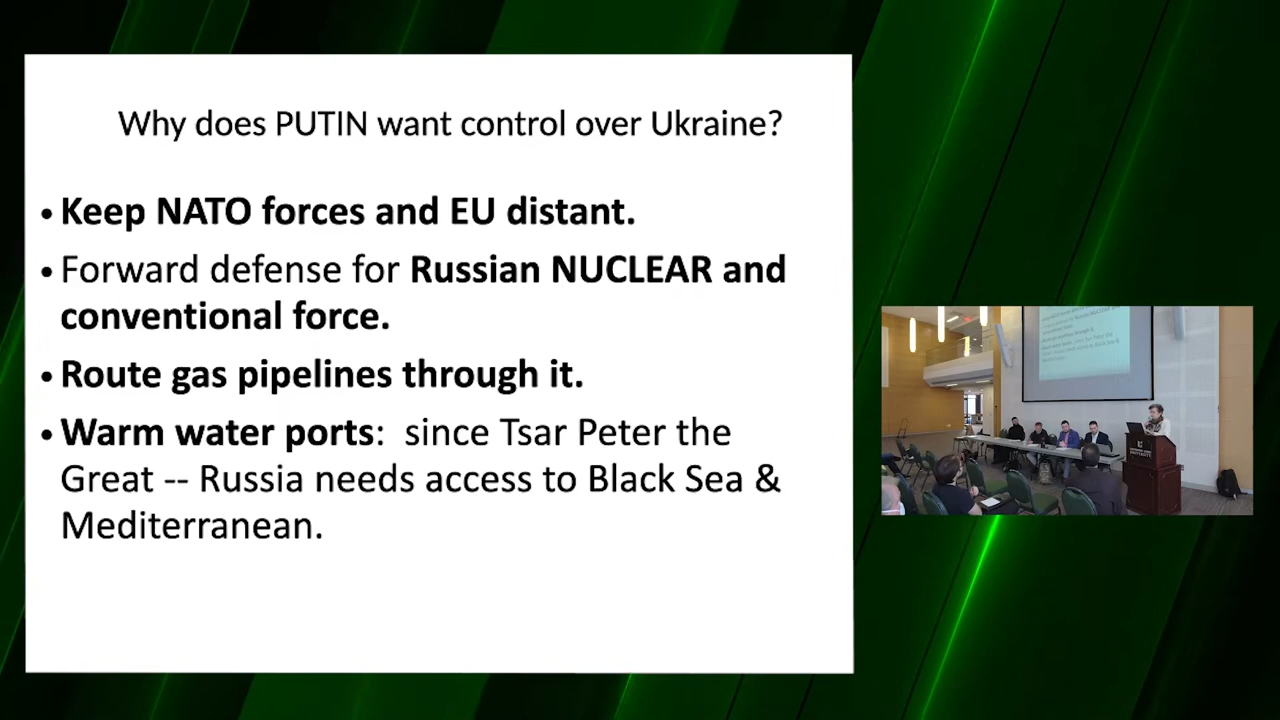 Why does PUTIN want control over Ukraine?
• Keep NATO forces and EU distant.
• Forward defense for Russian NUCLEAR and
conventional force.
• Route gas pipelines through it.
• Warm water ports:  since Tsar Peter the
Great -- Russia needs access to Black Sea &
Mediterranean.